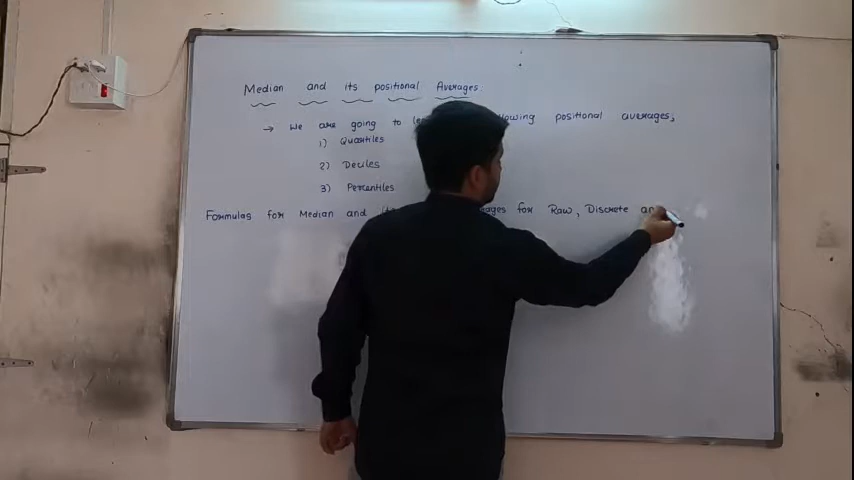 Median and its positional Averages
→ We are going to owing positional averages,
1) Quartiles
2) Deciles
3) Percentiles
Formulas for Median and ages for Raw, Discrete an